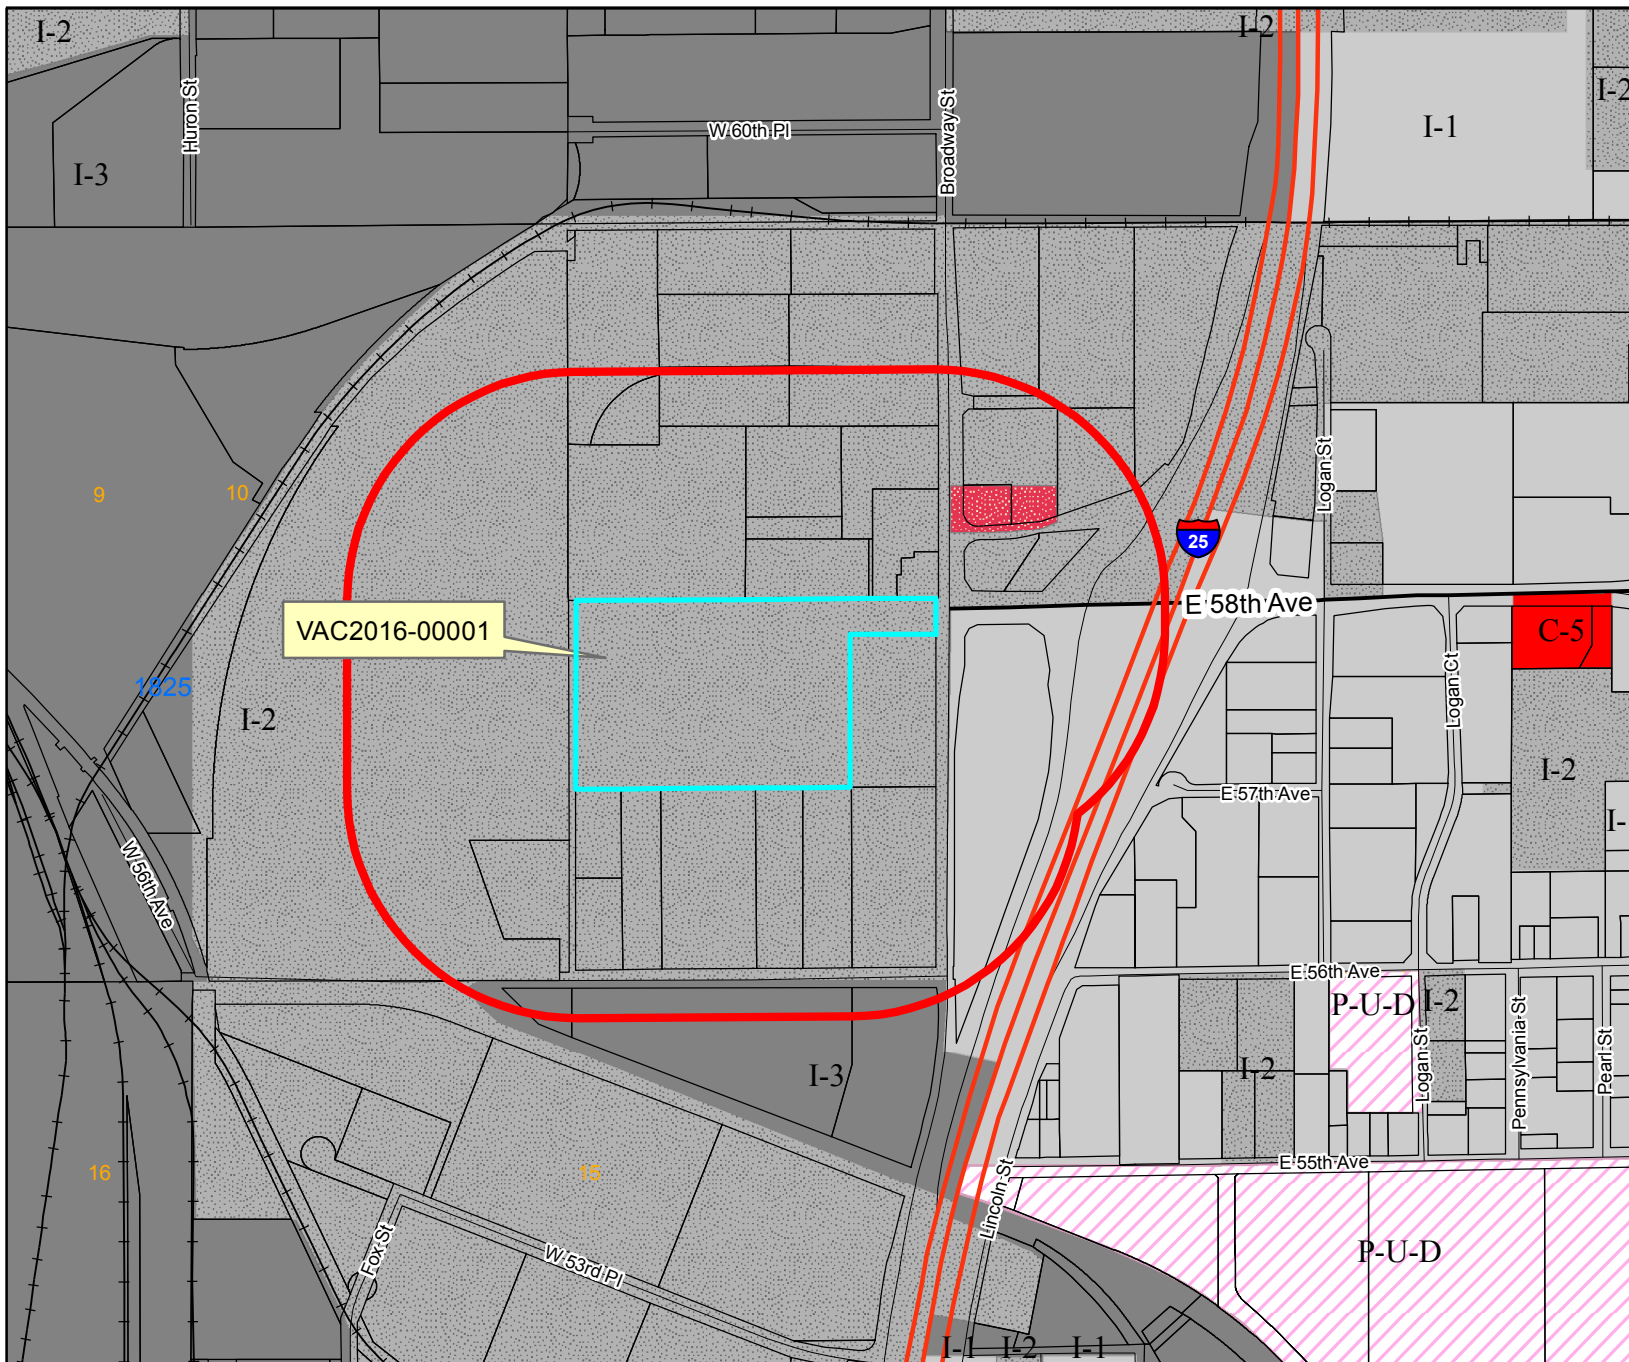 I-2
I-2
Huron St
Broadway St
I-2
W 60th Pl
I-1
I-3
9
10
Logan St
25
E 58th Ave
VAC2016-00001
C-5
1825
I-2
Logan Ct
I-2
E 57th Ave
I-
W 56th Ave
E 56th Ave
P-U-D
I-2
Pennsylvania St
Pearl St
Logan St
I-3
I-2
16
15
E 55th Ave
Lincoln St
Fox St
W 53rd Pl
P-U-D
I-1
I-2
I-1